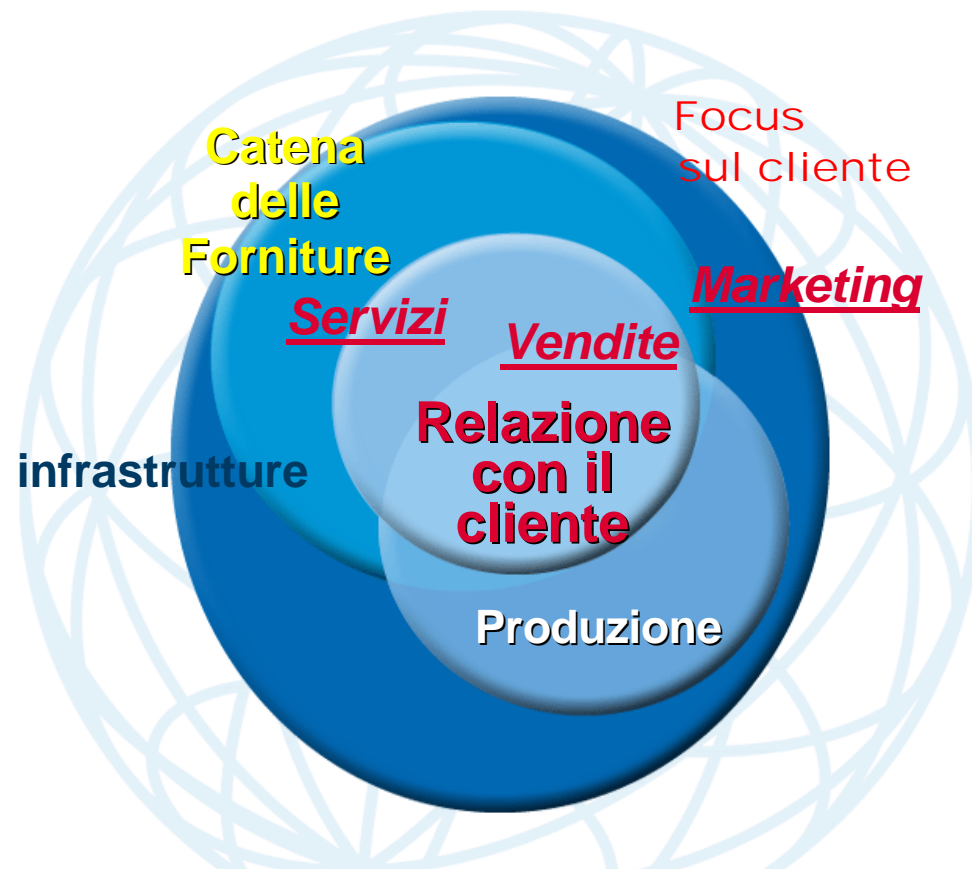 Catena
delle
Forniture
Focus
sul cliente
Servizi
Vendite
Marketing
Relazione
con il
cliente
infrastrutture
Produzione